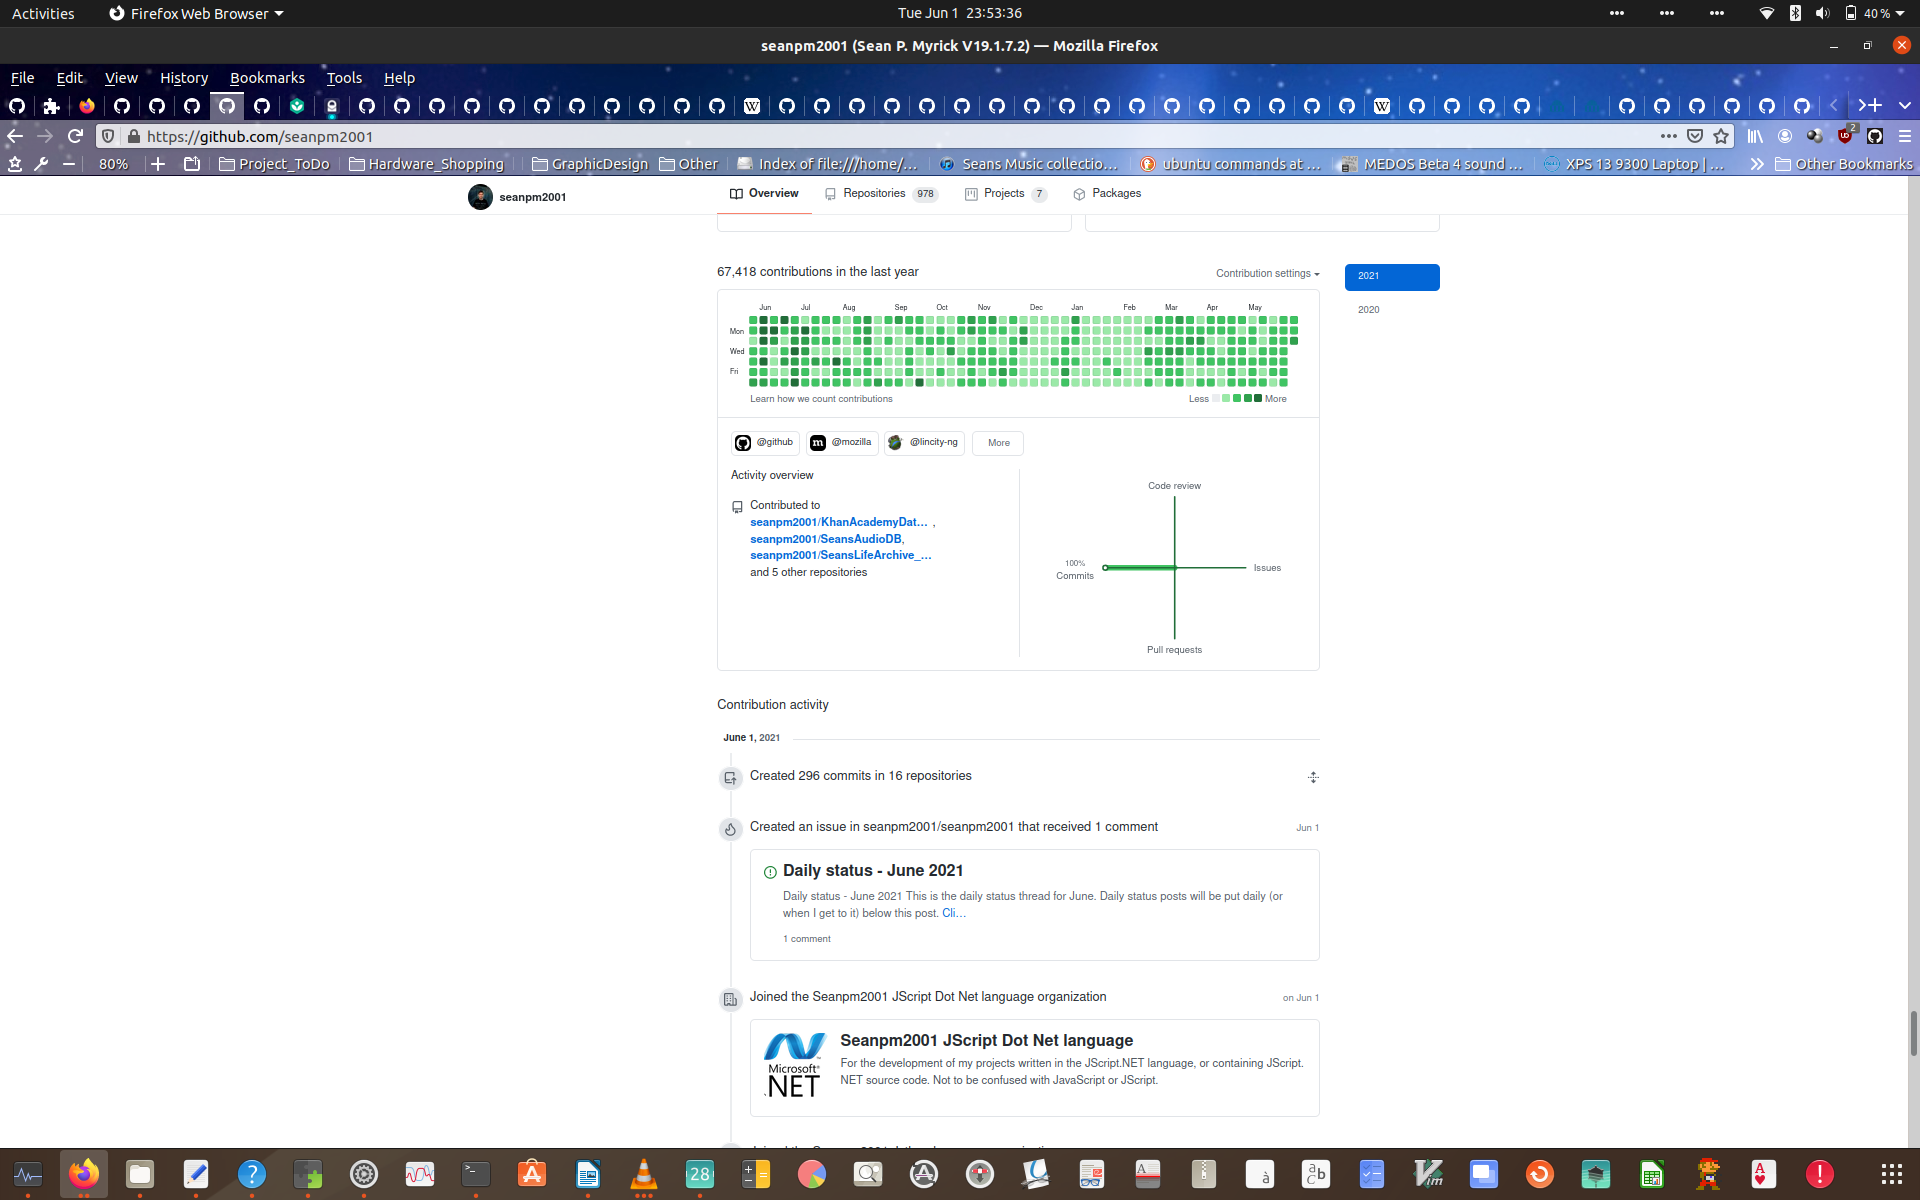 Activities Firefox Web Browser Tue Jun 1 23:53:36 40 %
seanpm2001 (Sean P. Myrick V19.1.7.2) — Mozilla Firefox
File Edit View History Bookmarks Tools Help
https://github.com/seanpm2001 2
80% Project_ToDo Hardware_Shopping GraphicDesign Other Index of file:///home/... Seans Music collectio... ubuntu commands at ... MEDOS Beta 4 sound ... XPS 13 9300 Laptop | ... Other Bookmarks
seanpm2001 Overview Repositories 978 Projects 7 Packages
67,418 contributions in the last year Contribution settings 2021
2020
Jun Jul Aug Sep Oct Nov Dec Jan Feb Mar Apr May
Mon
Wed
Fri
Learn how we count contributions Less More
@github @mozilla @lincity-ng More
Activity overview
Contributed to
seanpm2001/KhanAcademyDat... ,
seanpm2001/SeansAudioDB,
seanpm2001/SeansLifeArchive_...
and 5 other repositories
Code review
100%
Commits
Issues
Pull requests
Contribution activity
June 1, 2021
Created 296 commits in 16 repositories
Created an issue in seanpm2001/seanpm2001 that received 1 comment Jun 1
Daily status - June 2021
Daily status - June 2021 This is the daily status thread for June. Daily status posts will be put daily (or
when I get to it) below this post. Cli...
1 comment
Joined the Seanpm2001 JScript Dot Net language organization on Jun 1
Seanpm2001 JScript Dot Net language
For the development of my projects written in the JScript.NET language, or containing JScript.
NET source code. Not to be confused with JavaScript or JScript.
Microsoft®
.NET
28